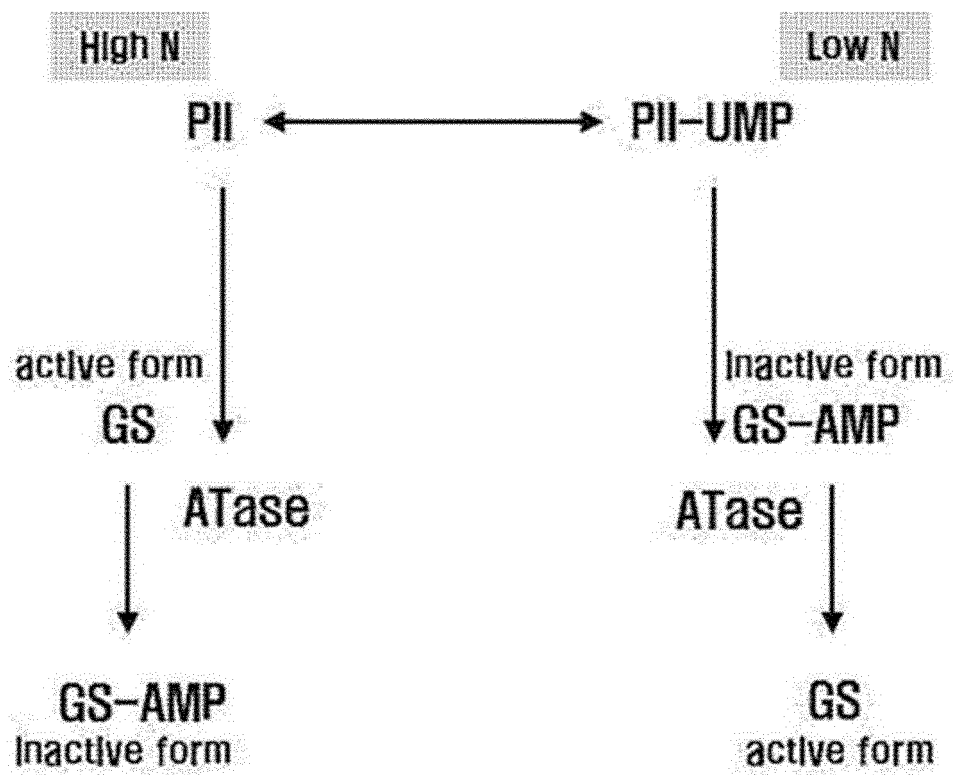 High N
Low N
PII
PII-UMP
active form
GS
Inactive form
GS-AMP
ATase
ATase
GS-AMP
Inactive form
GS
active form